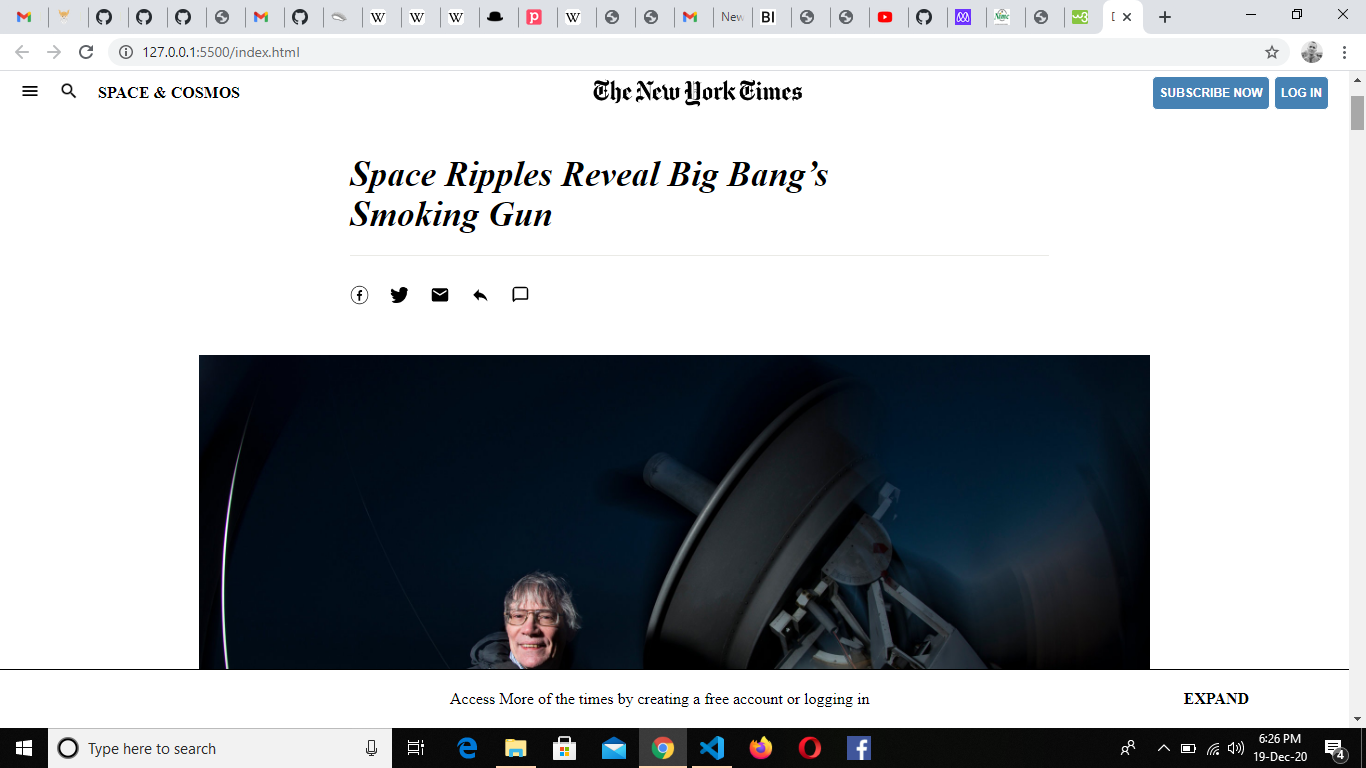 New
BI
D
127.0.0.1:5500/index.html
SPACE & COSMOS
The New York Times
SUBSCRIBE NOW
LOG IN
Space Ripples Reveal Big Bang’s
Smoking Gun
Access More of the times by creating a free account or logging in
EXPAND
Type here to search
6:26 PM
19-Dec-20
4